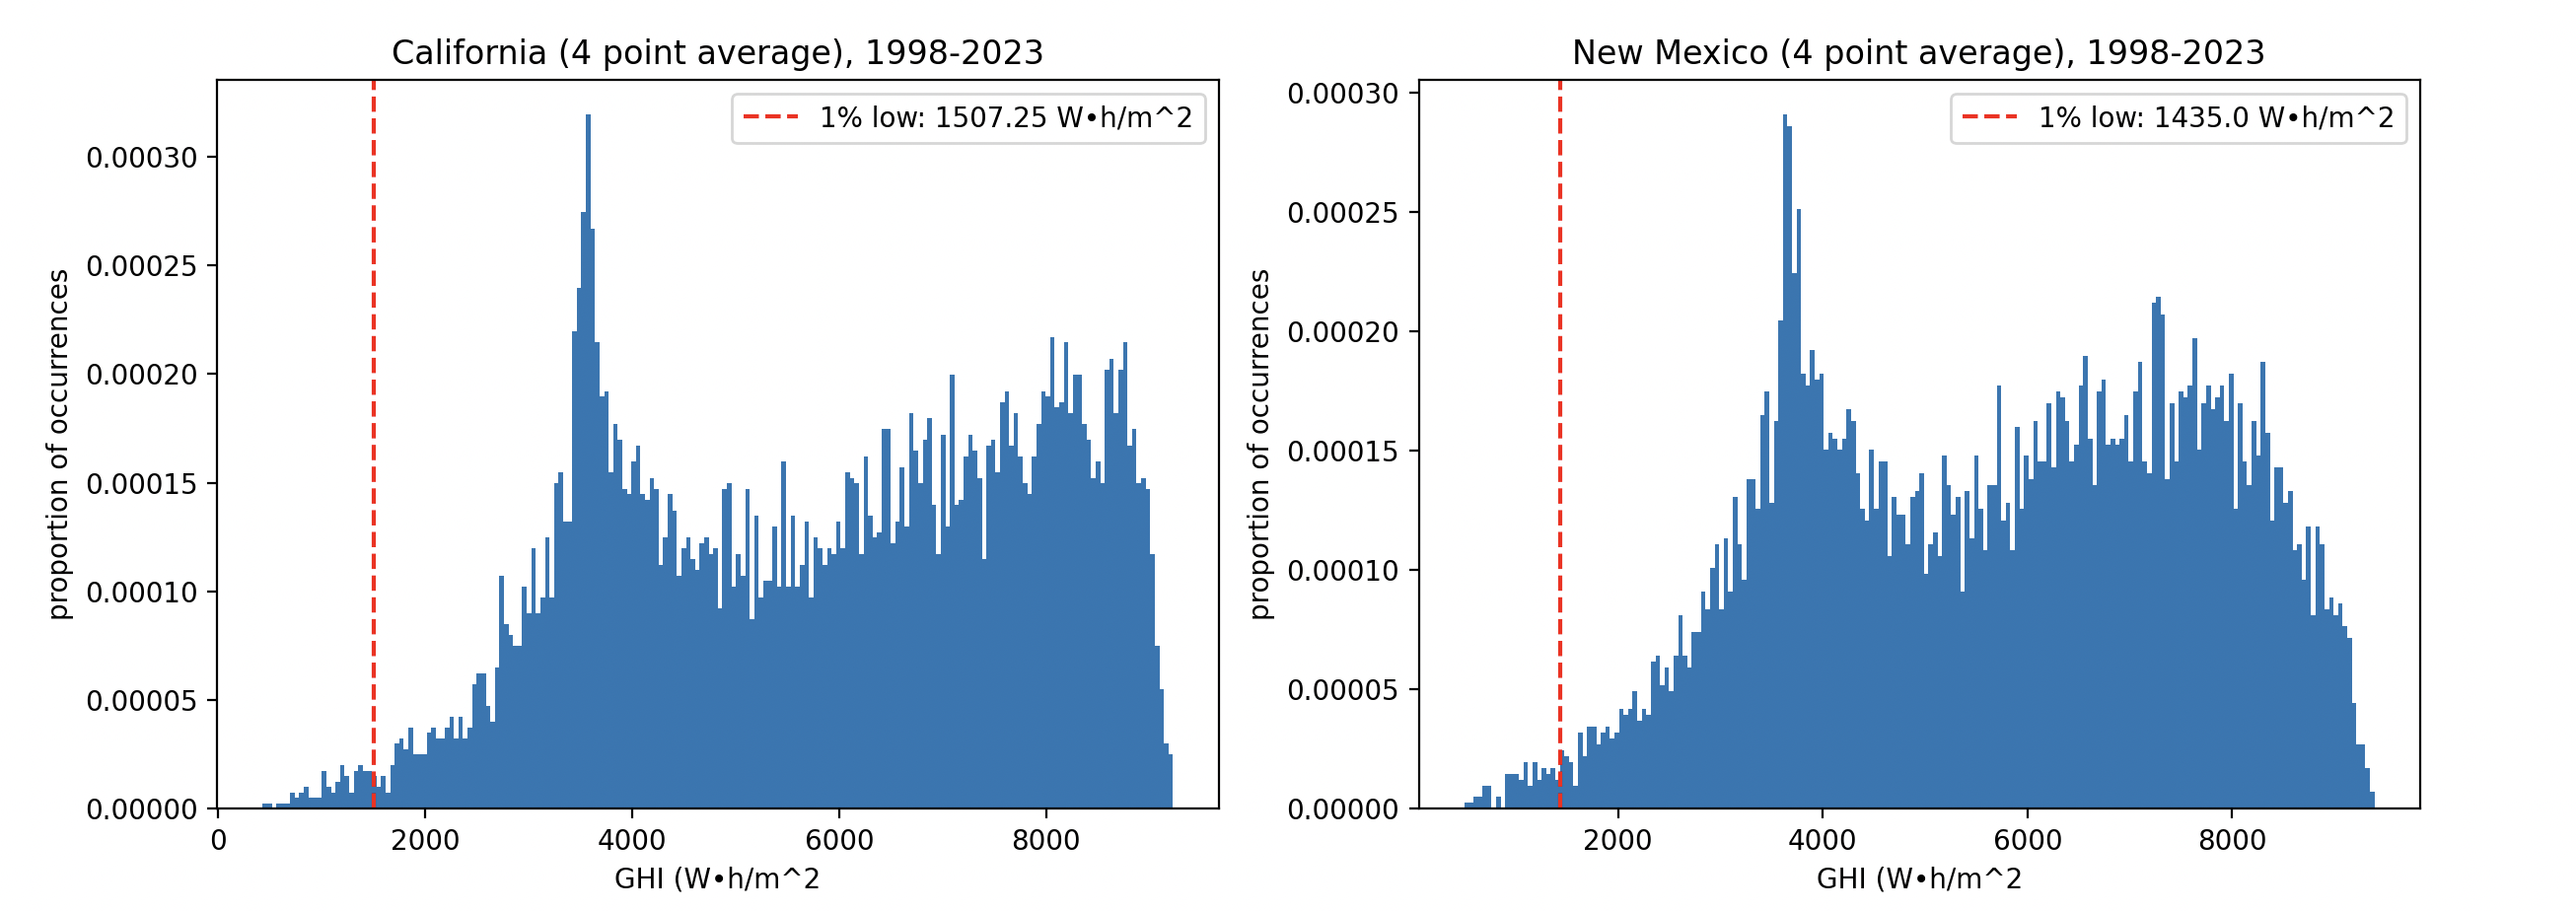 California (4 point average), 1998-2023
1% low: 1507.25 W•h/m^2
proportion of occurrences
0.00030
0.00025
0.00020
0.00015
0.00010
0.00005
0.00000
0 2000 4000 6000 8000
GHI (W•h/m^2
New Mexico (4 point average), 1998-2023
1% low: 1435.0 W•h/m^2
proportion of occurrences
0.00030
0.00025
0.00020
0.00015
0.00010
0.00005
0.00000
2000 4000 6000 8000
GHI (W•h/m^2